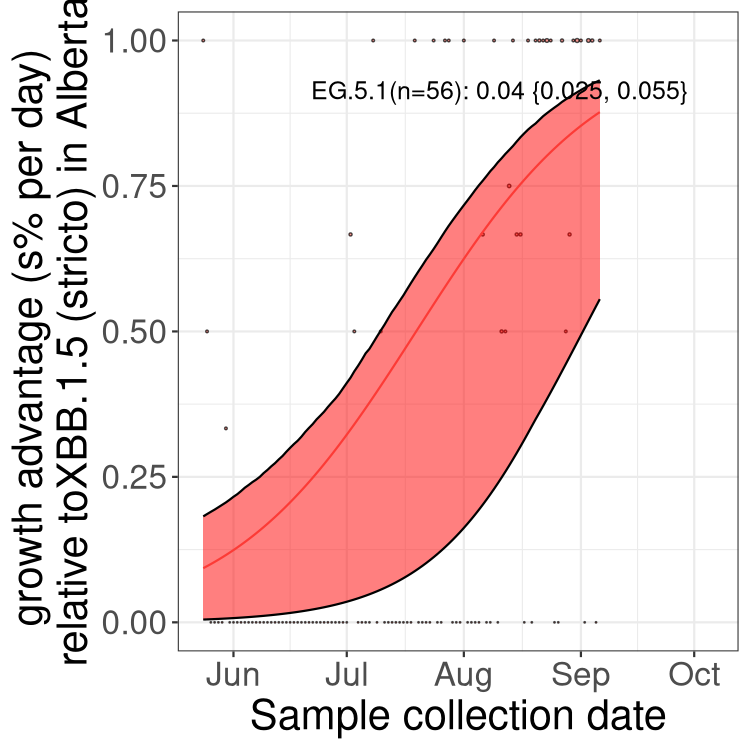 growth advantage (s% per day)
relative toXBB.1.5 (stricto) in Alberta
1.00
0.75
0.50
0.25
0.00
EG.5.1(n=56): 0.04 {0.025, 0.055}
Jun Jul Aug Sep Oct
Sample collection date